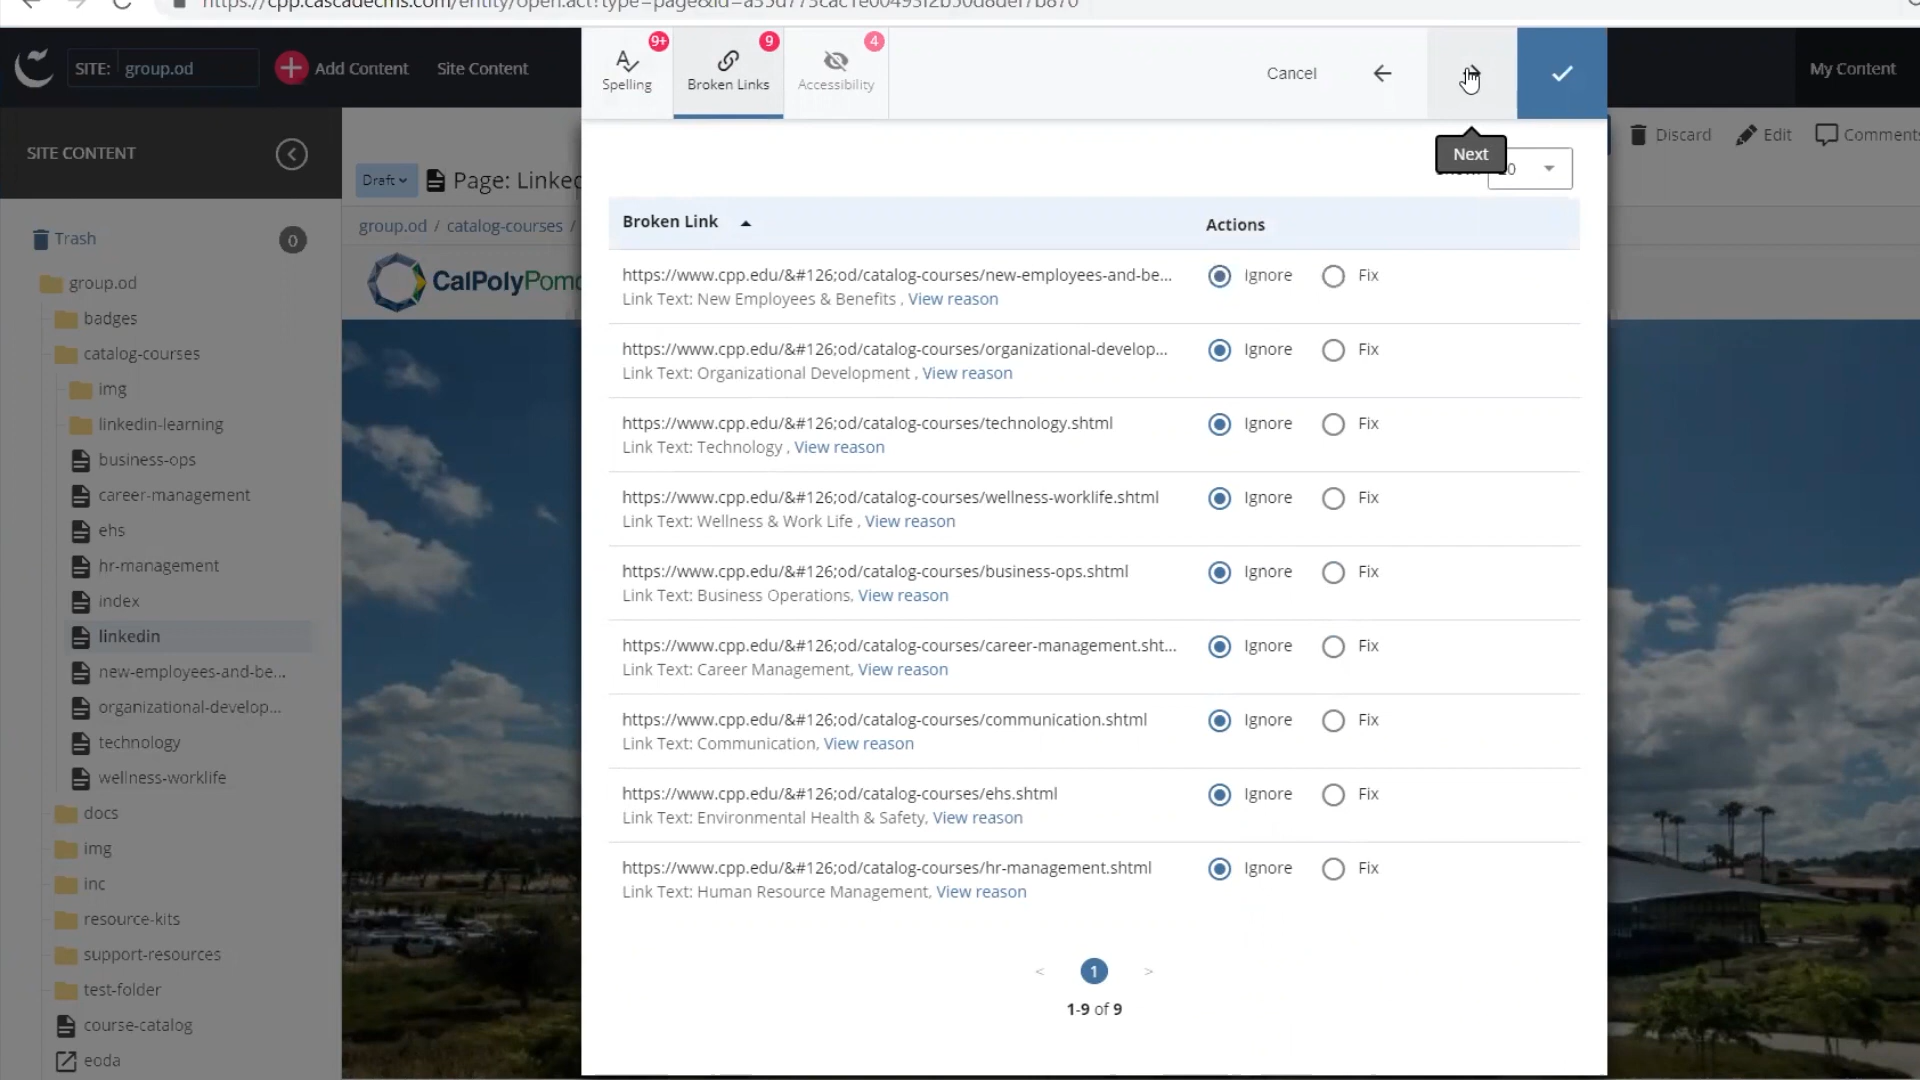 https://cpp.cascadecms.com/entity/open.act?type=page&id=
SITE: group.od
Add Content
Site Content
My Content
9+
Spelling
9
Broken Links
4
Accessibility
Cancel
Next
Discard
Edit
Comments
SITE CONTENT
Draft
Page: Linked
group.od / catalog-courses /
CalPolyPomo
Trash
0
group.od
badges
catalog-courses
img
linkedin-learning
business-ops
career-management
ehs
hr-management
index
linkedin
new-employees-and-be...
organizational-develop...
technology
wellness-worklife
docs
img
inc
resource-kits
support-resources
test-folder
course-catalog
eoda
Broken Link
Actions
https://www.cpp.edu/&#126;od/catalog-courses/new-employees-and-be...
Link Text: New Employees & Benefits , View reason
Ignore Fix
https://www.cpp.edu/&#126;od/catalog-courses/organizational-develop...
Link Text: Organizational Development , View reason
Ignore Fix
https://www.cpp.edu/&#126;od/catalog-courses/technology.shtml
Link Text: Technology , View reason
Ignore Fix
https://www.cpp.edu/&#126;od/catalog-courses/wellness-worklife.shtml
Link Text: Wellness & Work Life , View reason
Ignore Fix
https://www.cpp.edu/&#126;od/catalog-courses/business-ops.shtml
Link Text: Business Operations, View reason
Ignore Fix
https://www.cpp.edu/&#126;od/catalog-courses/career-management.sht...
Link Text: Career Management, View reason
Ignore Fix
https://www.cpp.edu/&#126;od/catalog-courses/communication.shtml
Link Text: Communication, View reason
Ignore Fix
https://www.cpp.edu/&#126;od/catalog-courses/ehs.shtml
Link Text: Environmental Health & Safety, View reason
Ignore Fix
https://www.cpp.edu/&#126;od/catalog-courses/hr-management.shtml
Link Text: Human Resource Management, View reason
Ignore Fix
< 1 >
1-9 of 9